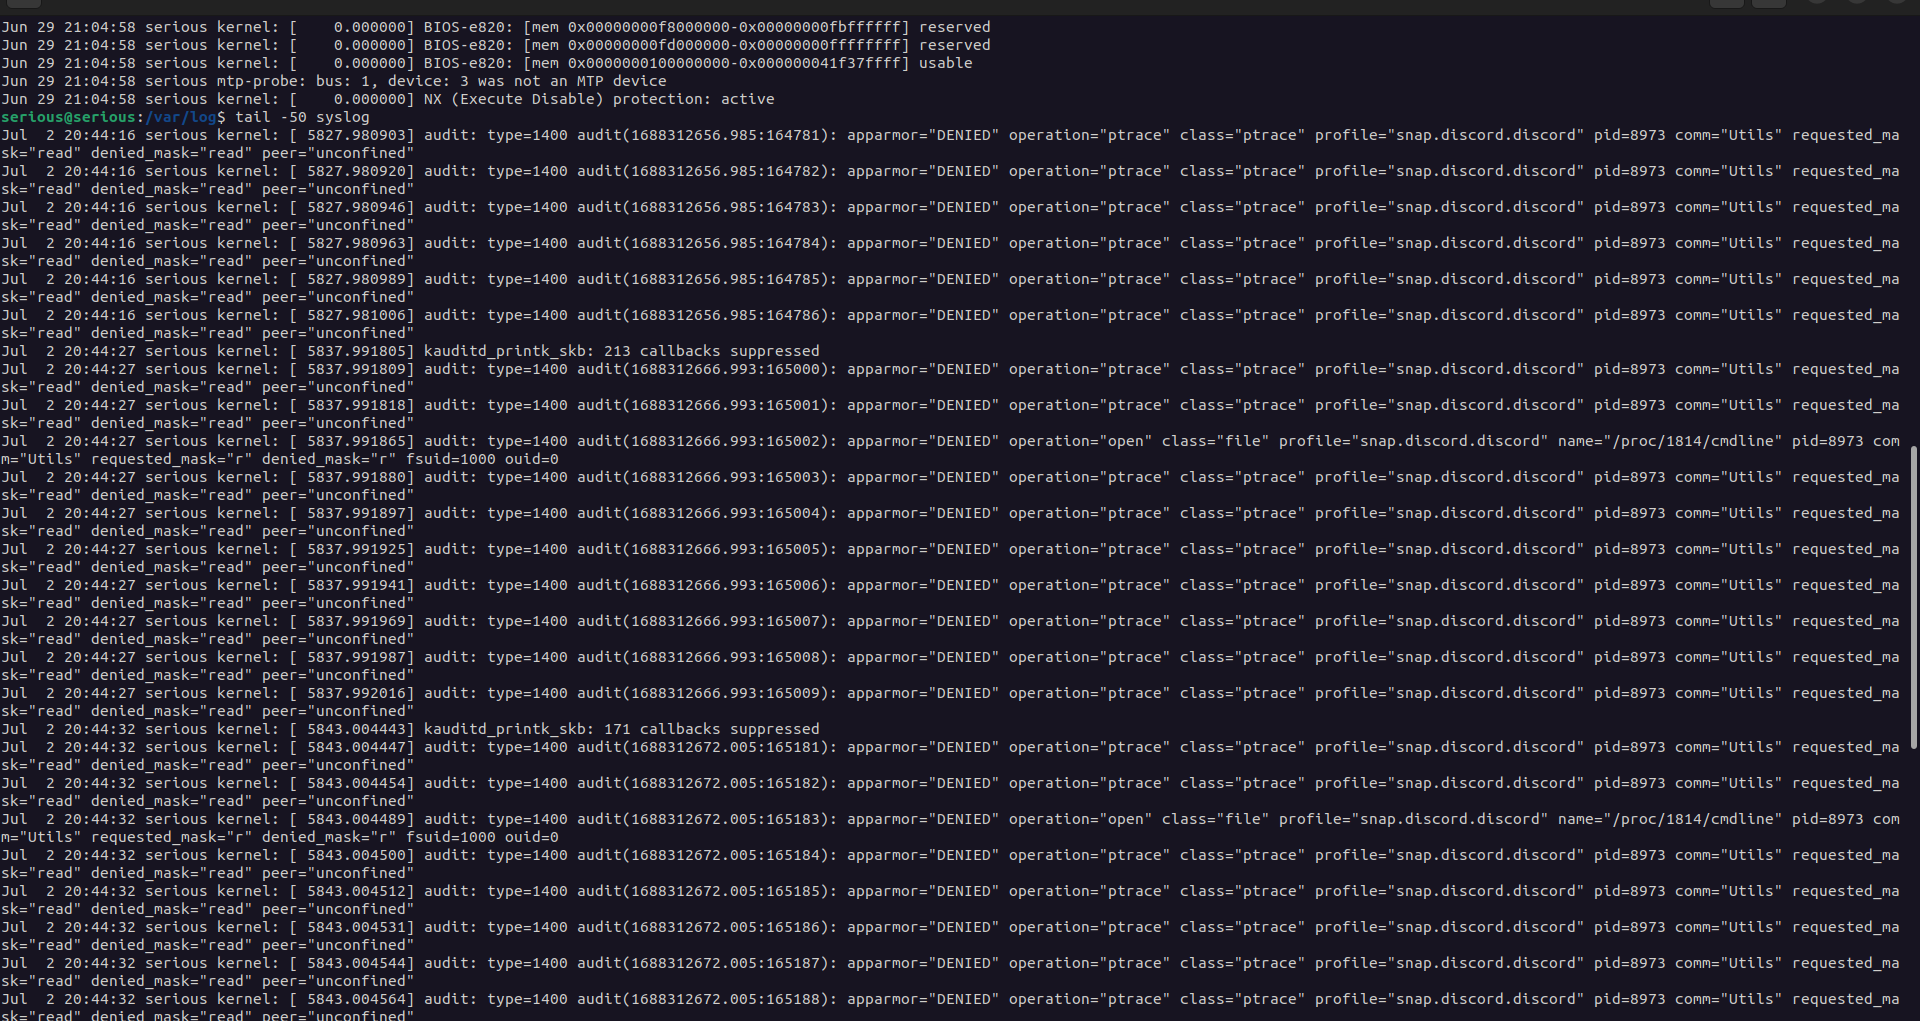 Jun 29 21:04:58 serious kernel: [    0.000000] BIOS-e820: [mem 0x00000000f8000000-0x00000000fbffffff] reserved
Jun 29 21:04:58 serious kernel: [    0.000000] BIOS-e820: [mem 0x00000000fd000000-0x00000000ffffffff] reserved
Jun 29 21:04:58 serious kernel: [    0.000000] BIOS-e820: [mem 0x0000000100000000-0x000000041f37ffff] usable
Jun 29 21:04:58 serious mtp-probe: bus: 1, device: 3 was not an MTP device
Jun 29 21:04:58 serious kernel: [    0.000000] NX (Execute Disable) protection: active
serious@serious:/var/log$ tail -50 syslog
Jul  2 20:44:16 serious kernel: [ 5827.980903] audit: type=1400 audit(1688312656.985:164781): apparmor="DENIED" operation="ptrace" class="ptrace" profile="snap.discord.discord" pid=8973 comm="Utils" requested_ma
sk="read" denied_mask="read" peer="unconfined"
Jul  2 20:44:16 serious kernel: [ 5827.980920] audit: type=1400 audit(1688312656.985:164782): apparmor="DENIED" operation="ptrace" class="ptrace" profile="snap.discord.discord" pid=8973 comm="Utils" requested_ma
sk="read" denied_mask="read" peer="unconfined"
Jul  2 20:44:16 serious kernel: [ 5827.980946] audit: type=1400 audit(1688312656.985:164783): apparmor="DENIED" operation="ptrace" class="ptrace" profile="snap.discord.discord" pid=8973 comm="Utils" requested_ma
sk="read" denied_mask="read" peer="unconfined"
Jul  2 20:44:16 serious kernel: [ 5827.980963] audit: type=1400 audit(1688312656.985:164784): apparmor="DENIED" operation="ptrace" class="ptrace" profile="snap.discord.discord" pid=8973 comm="Utils" requested_ma
sk="read" denied_mask="read" peer="unconfined"
Jul  2 20:44:16 serious kernel: [ 5827.980989] audit: type=1400 audit(1688312656.985:164785): apparmor="DENIED" operation="ptrace" class="ptrace" profile="snap.discord.discord" pid=8973 comm="Utils" requested_ma
sk="read" denied_mask="read" peer="unconfined"
Jul  2 20:44:16 serious kernel: [ 5827.981006] audit: type=1400 audit(1688312656.985:164786): apparmor="DENIED" operation="ptrace" class="ptrace" profile="snap.discord.discord" pid=8973 comm="Utils" requested_ma
sk="read" denied_mask="read" peer="unconfined"
Jul  2 20:44:27 serious kernel: [ 5837.991805] kauditd_printk_skb: 213 callbacks suppressed
Jul  2 20:44:27 serious kernel: [ 5837.991809] audit: type=1400 audit(1688312666.993:165000): apparmor="DENIED" operation="ptrace" class="ptrace" profile="snap.discord.discord" pid=8973 comm="Utils" requested_ma
sk="read" denied_mask="read" peer="unconfined"
Jul  2 20:44:27 serious kernel: [ 5837.991818] audit: type=1400 audit(1688312666.993:165001): apparmor="DENIED" operation="ptrace" class="ptrace" profile="snap.discord.discord" pid=8973 comm="Utils" requested_ma
sk="read" denied_mask="read" peer="unconfined"
Jul  2 20:44:27 serious kernel: [ 5837.991865] audit: type=1400 audit(1688312666.993:165002): apparmor="DENIED" operation="open" class="file" profile="snap.discord.discord" name="/proc/1814/cmdline" pid=8973 com
m="Utils" requested_mask="r" denied_mask="r" fsuid=1000 ouid=0
Jul  2 20:44:27 serious kernel: [ 5837.991880] audit: type=1400 audit(1688312666.993:165003): apparmor="DENIED" operation="ptrace" class="ptrace" profile="snap.discord.discord" pid=8973 comm="Utils" requested_ma
sk="read" denied_mask="read" peer="unconfined"
Jul  2 20:44:27 serious kernel: [ 5837.991897] audit: type=1400 audit(1688312666.993:165004): apparmor="DENIED" operation="ptrace" class="ptrace" profile="snap.discord.discord" pid=8973 comm="Utils" requested_ma
sk="read" denied_mask="read" peer="unconfined"
Jul  2 20:44:27 serious kernel: [ 5837.991925] audit: type=1400 audit(1688312666.993:165005): apparmor="DENIED" operation="ptrace" class="ptrace" profile="snap.discord.discord" pid=8973 comm="Utils" requested_ma
sk="read" denied_mask="read" peer="unconfined"
Jul  2 20:44:27 serious kernel: [ 5837.991941] audit: type=1400 audit(1688312666.993:165006): apparmor="DENIED" operation="ptrace" class="ptrace" profile="snap.discord.discord" pid=8973 comm="Utils" requested_ma
sk="read" denied_mask="read" peer="unconfined"
Jul  2 20:44:27 serious kernel: [ 5837.991969] audit: type=1400 audit(1688312666.993:165007): apparmor="DENIED" operation="ptrace" class="ptrace" profile="snap.discord.discord" pid=8973 comm="Utils" requested_ma
sk="read" denied_mask="read" peer="unconfined"
Jul  2 20:44:27 serious kernel: [ 5837.991987] audit: type=1400 audit(1688312666.993:165008): apparmor="DENIED" operation="ptrace" class="ptrace" profile="snap.discord.discord" pid=8973 comm="Utils" requested_ma
sk="read" denied_mask="read" peer="unconfined"
Jul  2 20:44:27 serious kernel: [ 5837.992016] audit: type=1400 audit(1688312666.993:165009): apparmor="DENIED" operation="ptrace" class="ptrace" profile="snap.discord.discord" pid=8973 comm="Utils" requested_ma
sk="read" denied_mask="read" peer="unconfined"
Jul  2 20:44:32 serious kernel: [ 5843.004443] kauditd_printk_skb: 171 callbacks suppressed
Jul  2 20:44:32 serious kernel: [ 5843.004447] audit: type=1400 audit(1688312672.005:165181): apparmor="DENIED" operation="ptrace" class="ptrace" profile="snap.discord.discord" pid=8973 comm="Utils" requested_ma
sk="read" denied_mask="read" peer="unconfined"
Jul  2 20:44:32 serious kernel: [ 5843.004454] audit: type=1400 audit(1688312672.005:165182): apparmor="DENIED" operation="ptrace" class="ptrace" profile="snap.discord.discord" pid=8973 comm="Utils" requested_ma
sk="read" denied_mask="read" peer="unconfined"
Jul  2 20:44:32 serious kernel: [ 5843.004489] audit: type=1400 audit(1688312672.005:165183): apparmor="DENIED" operation="open" class="file" profile="snap.discord.discord" name="/proc/1814/cmdline" pid=8973 com
m="Utils" requested_mask="r" denied_mask="r" fsuid=1000 ouid=0
Jul  2 20:44:32 serious kernel: [ 5843.004500] audit: type=1400 audit(1688312672.005:165184): apparmor="DENIED" operation="ptrace" class="ptrace" profile="snap.discord.discord" pid=8973 comm="Utils" requested_ma
sk="read" denied_mask="read" peer="unconfined"
Jul  2 20:44:32 serious kernel: [ 5843.004512] audit: type=1400 audit(1688312672.005:165185): apparmor="DENIED" operation="ptrace" class="ptrace" profile="snap.discord.discord" pid=8973 comm="Utils" requested_ma
sk="read" denied_mask="read" peer="unconfined"
Jul  2 20:44:32 serious kernel: [ 5843.004531] audit: type=1400 audit(1688312672.005:165186): apparmor="DENIED" operation="ptrace" class="ptrace" profile="snap.discord.discord" pid=8973 comm="Utils" requested_ma
sk="read" denied_mask="read" peer="unconfined"
Jul  2 20:44:32 serious kernel: [ 5843.004544] audit: type=1400 audit(1688312672.005:165187): apparmor="DENIED" operation="ptrace" class="ptrace" profile="snap.discord.discord" pid=8973 comm="Utils" requested_ma
sk="read" denied_mask="read" peer="unconfined"
Jul  2 20:44:32 serious kernel: [ 5843.004564] audit: type=1400 audit(1688312672.005:165188): apparmor="DENIED" operation="ptrace" class="ptrace" profile="snap.discord.discord" pid=8973 comm="Utils" requested_ma
sk="read" denied_mask="read" peer="unconfined"